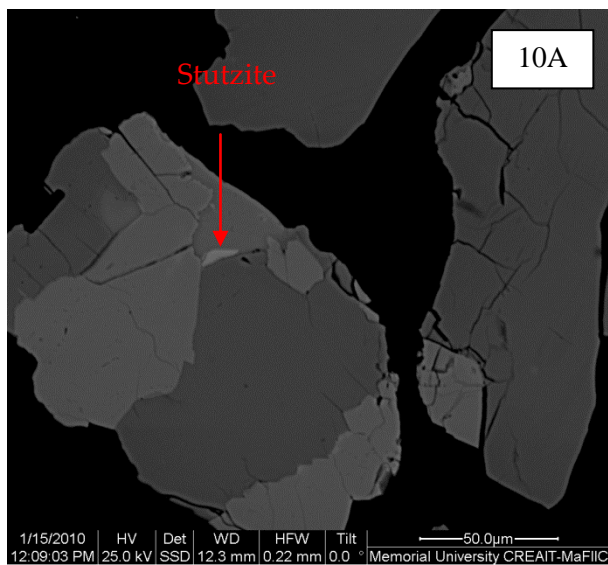 10A
Stutzite
1/15/2010 HV Det WD HFW Tilt 50.0µm
12:09:03 PM 25.0 kV SSD 12.3 mm 0.22 mm 0.0 ° Memorial University CREAIT-MaFIIC